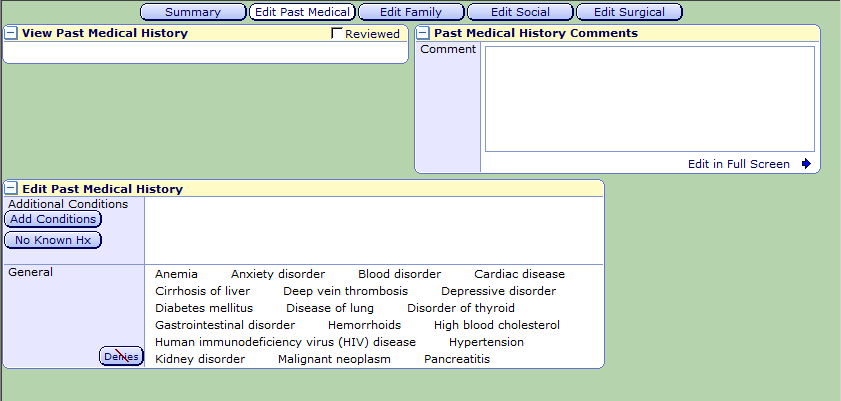 Summary Edit Past Medical Edit Family Edit Social Edit Surgical
View Past Medical History Reviewed
Past Medical History Comments
Comment
Edit in Full Screen
Edit Past Medical History
Additional Conditions
Add Conditions
No Known Hx
General
Anemia Anxiety disorder Blood disorder Cardiac disease
Cirrhosis of liver Deep vein thrombosis Depressive disorder
Diabetes mellitus Disease of lung Disorder of thyroid
Gastrointestinal disorder Hemorrhoids High blood cholesterol
Human immunodeficiency virus (HIV) disease Hypertension
Kidney disorder Malignant neoplasm Pancreatitis
Denies